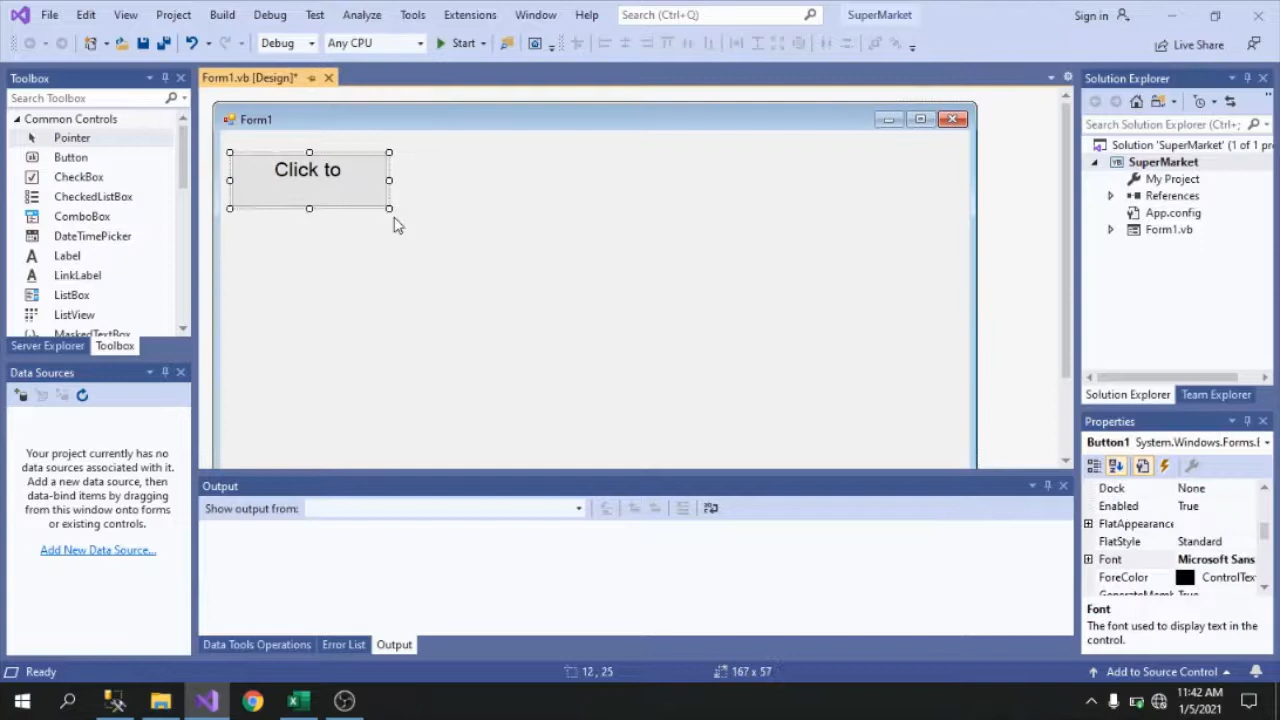 File Edit View Project Build Debug Test Analyze Tools Extensions Window Help Search (Ctrl+Q) SuperMarket Sign in
Debug Any CPU Start Live Share
Toolbox
Search Toolbox
Common Controls
Pointer
Button
CheckBox
CheckedListBox
ComboBox
DateTimePicker
Label
LinkLabel
ListBox
ListView
MaskedTextBox
Server Explorer Toolbox
Data Sources
Your project currently has no
data sources associated with it.
Add a new data source, then
data-bind items by dragging
from this window onto forms
or existing controls.
Add New Data Source...
Form1.vb [Design]*
Form1
Click to
Output
Show output from:
Data Tools Operations Error List Output
Solution Explorer
Search Solution Explorer (Ctrl+;
Solution 'SuperMarket' (1 of 1 pr
VB SuperMarket
My Project
References
App.config
Form1.vb
Solution Explorer Team Explorer
Properties
Button1 System.Windows.Forms.
Dock None
Enabled True
FlatAppearance
FlatStyle Standard
Font Microsoft Sans
ForeColor ControlTex
True
Font
The font used to display text in the
control.
Ready 12 , 25 167 x 57 Add to Source Control
11:42 AM
1/5/2021